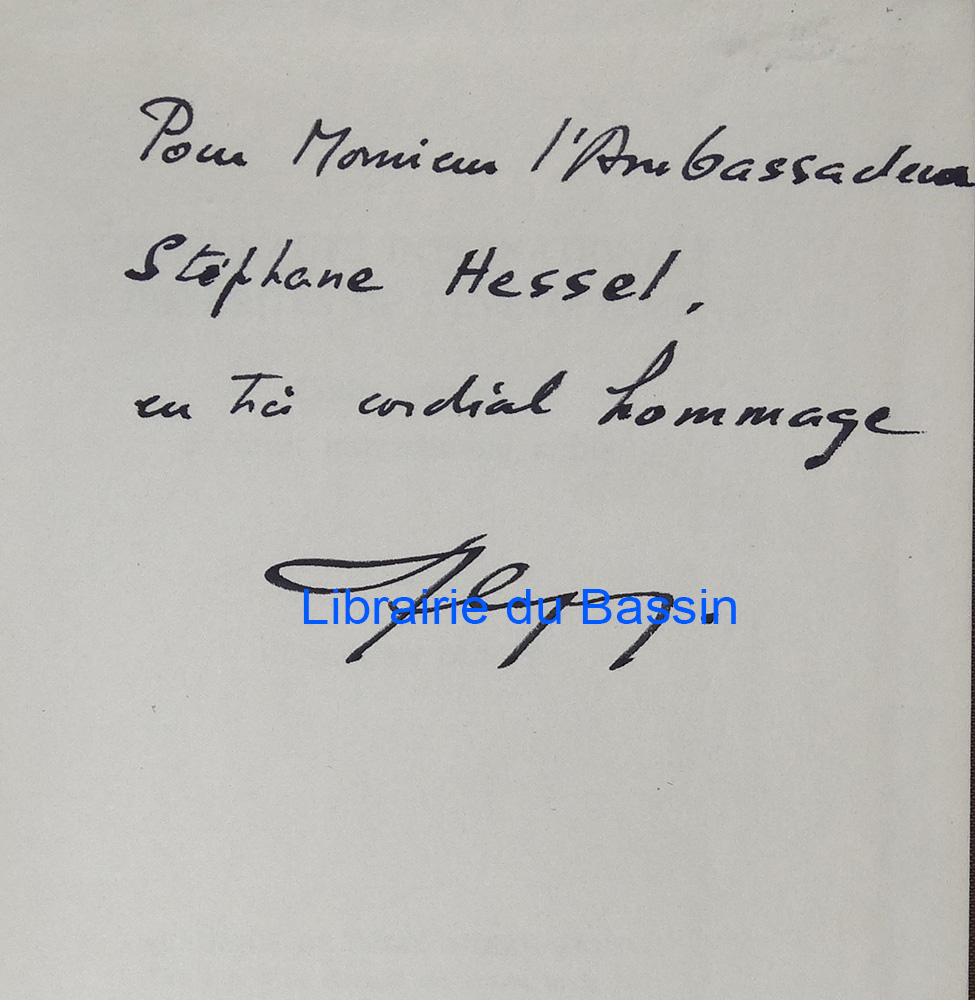 Pour Monsieur l'Ambassadeur
Stéphane Hessel,
en très cordial hommage
Librairie du Bassin